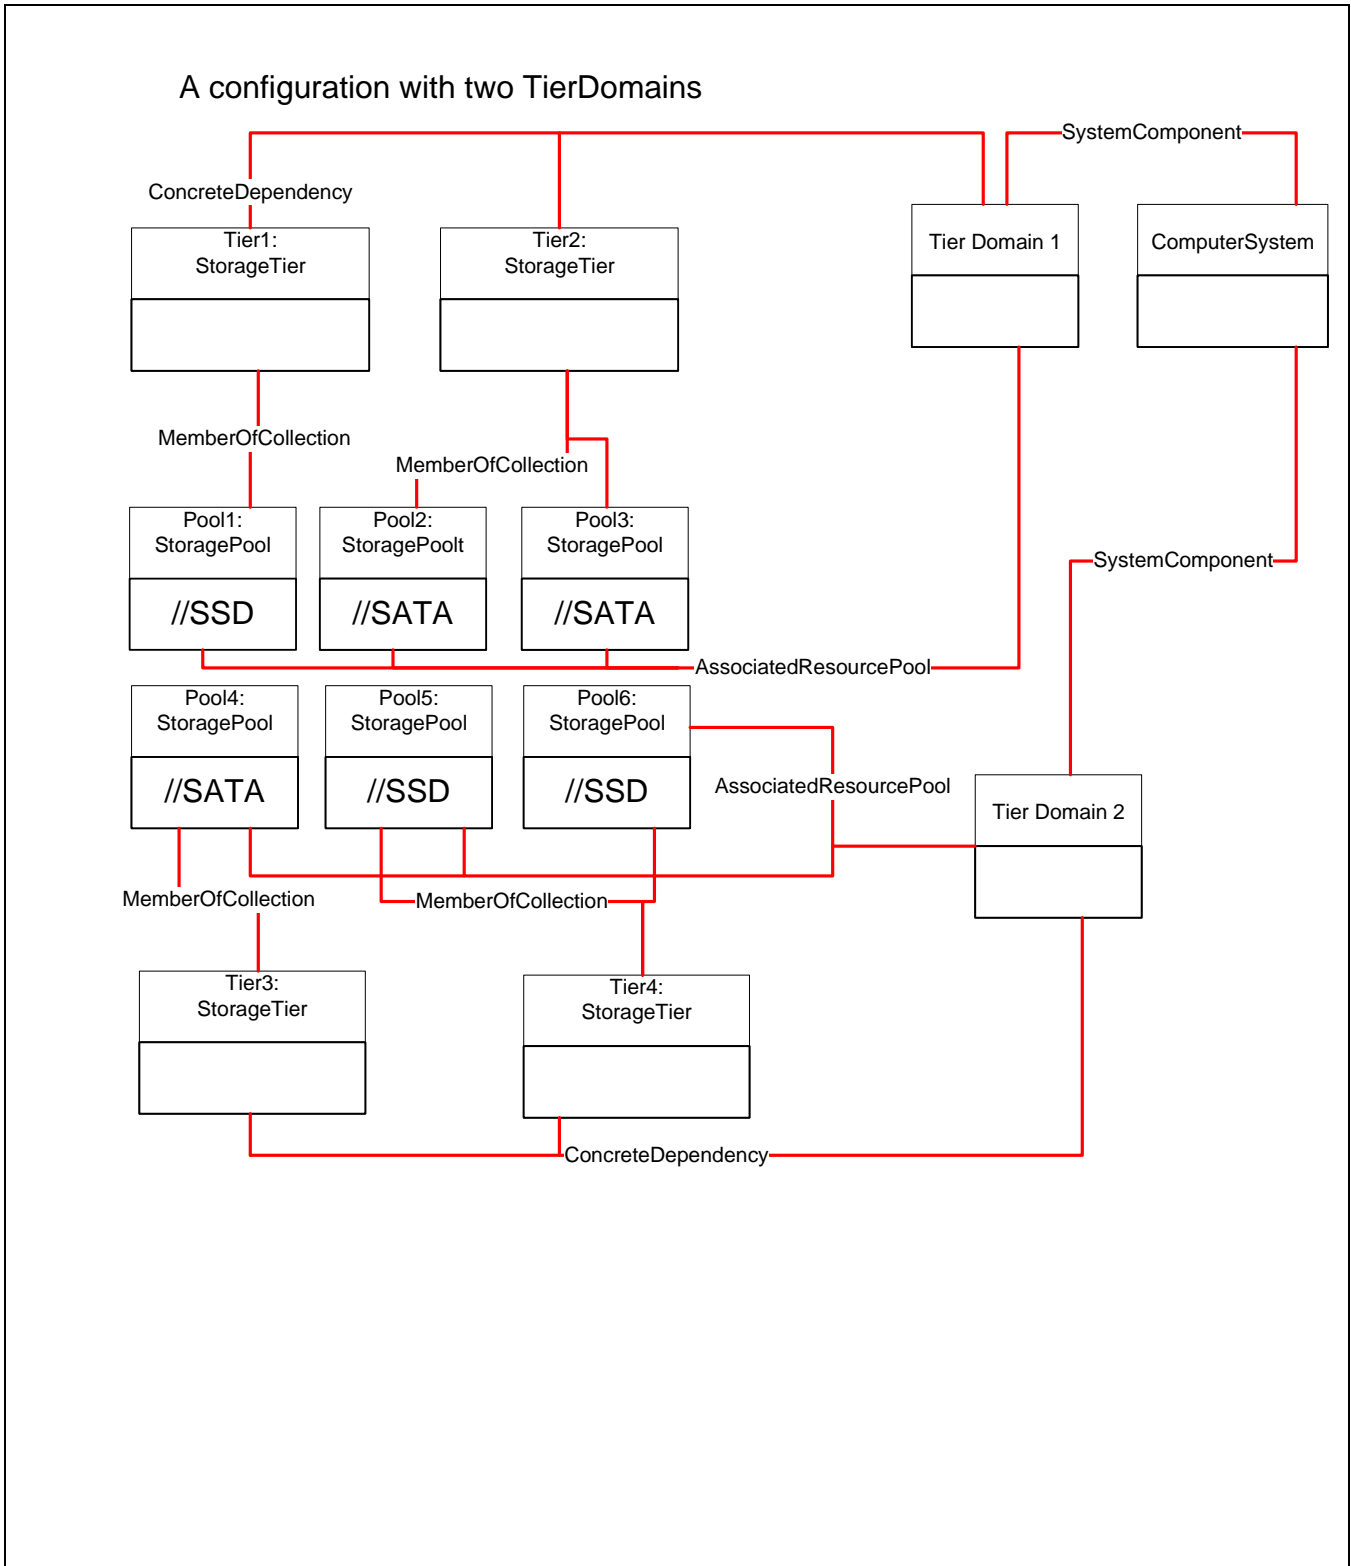 A configuration with two TierDomains
SystemComponent
ConcreteDependency
Tier1:
StorageTier
Tier2:
StorageTier
Tier Domain 1
ComputerSystem
MemberOfCollection
MemberOfCollection
Pool1:
StoragePool
//SSD
Pool2:
StoragePoolt
//SATA
Pool3:
StoragePool
//SATA
SystemComponent
AssociatedResourcePool
Pool4:
StoragePool
//SATA
Pool5:
StoragePool
//SSD
Pool6:
StoragePool
//SSD
AssociatedResourcePool
Tier Domain 2
MemberOfCollection
MemberOfCollection
Tier3:
StorageTier
Tier4:
StorageTier
ConcreteDependency